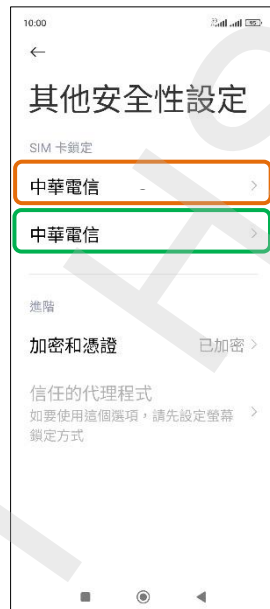 10:00
其他安全性設定
SIM 卡鎖定
中華電信 -
中華電信
進階
加密和憑證 已加密
信任的代理程式
如要使用這個選項，請先設定螢幕
鎖定方式